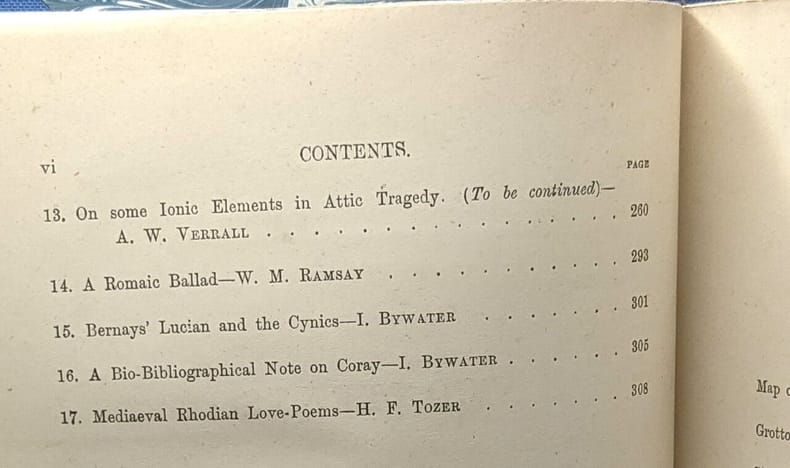 vi
CONTENTS.
PAGE
13. On some Ionic Elements in Attic Tragedy. (To be continued)—
A. W. VERRALL . . . . . . . . . . . . . . 260
14. A Romaic Ballad—W. M. RAMSAY . . . . . . . . . 293
15. Bernays' Lucian and the Cynics—I. BYWATER . . . . . . 301
16. A Bio-Bibliographical Note on Coray—I. BYWATER . . . . . . 305
17. Mediaeval Rhodian Love-Poems—H. F. TOZER . . . . . . 308
Map
Grotto